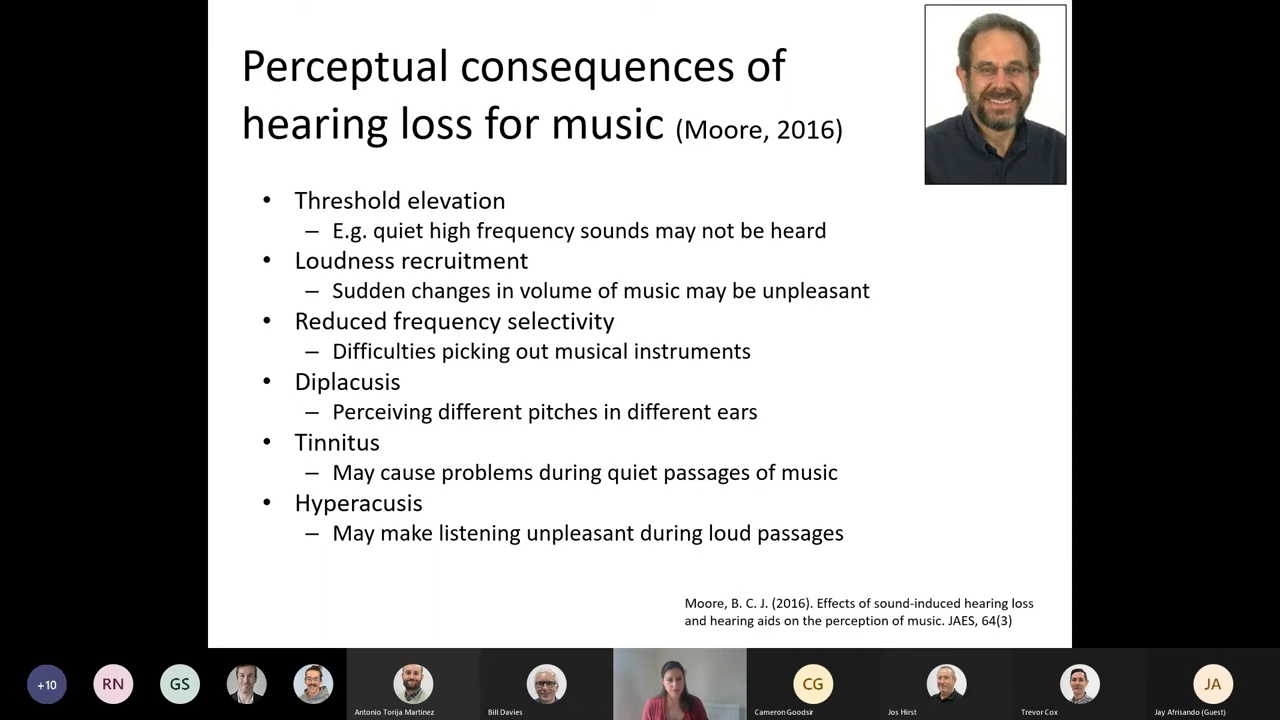 Perceptual consequences of
hearing loss for music (Moore, 2016)
• Threshold elevation
– E.g. quiet high frequency sounds may not be heard
• Loudness recruitment
– Sudden changes in volume of music may be unpleasant
• Reduced frequency selectivity
– Difficulties picking out musical instruments
• Diplacusis
– Perceiving different pitches in different ears
• Tinnitus
– May cause problems during quiet passages of music
• Hyperacusis
– May make listening unpleasant during loud passages
Moore, B. C. J. (2016). Effects of sound-induced hearing loss
and hearing aids on the perception of music. JAES, 64(3)
+10 RN GS CG JA
Antonio Torija Martinez Bill Davies Cameron Goodsir Jos Hirst Trevor Cox Jay Afrisando (Guest)